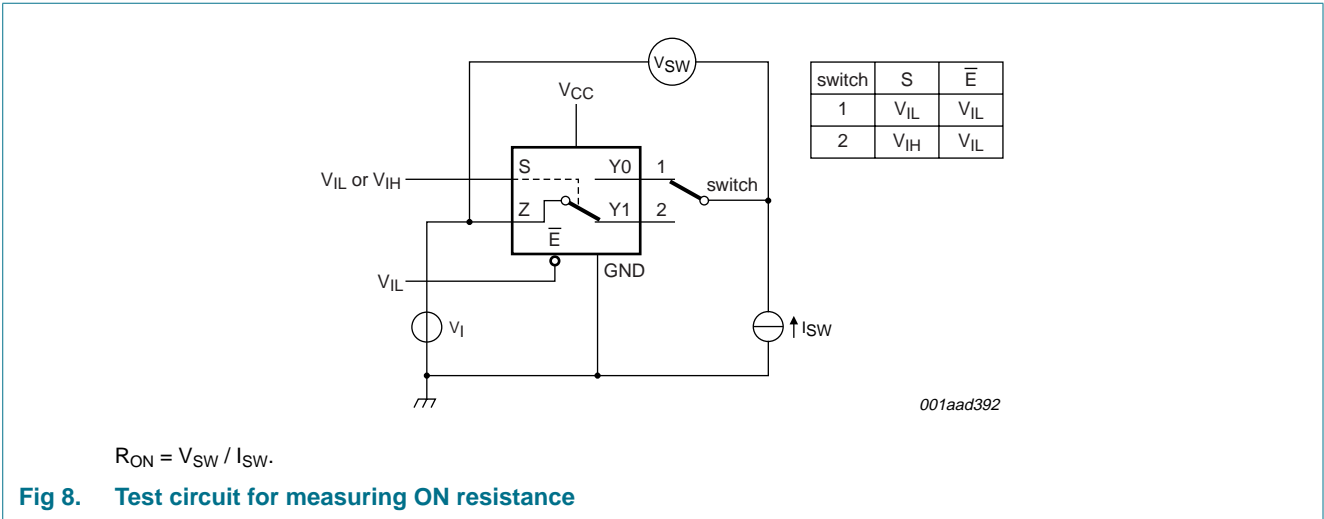 VSW
switch S E̅
1 VIL VIL
2 VIH VIL
VCC
S Y0 1
VIL or VIH
switch
Z Y1 2
E̅
GND
VIL
VI
ISW
001aad392
RON = VSW / ISW.
Fig 8. Test circuit for measuring ON resistance